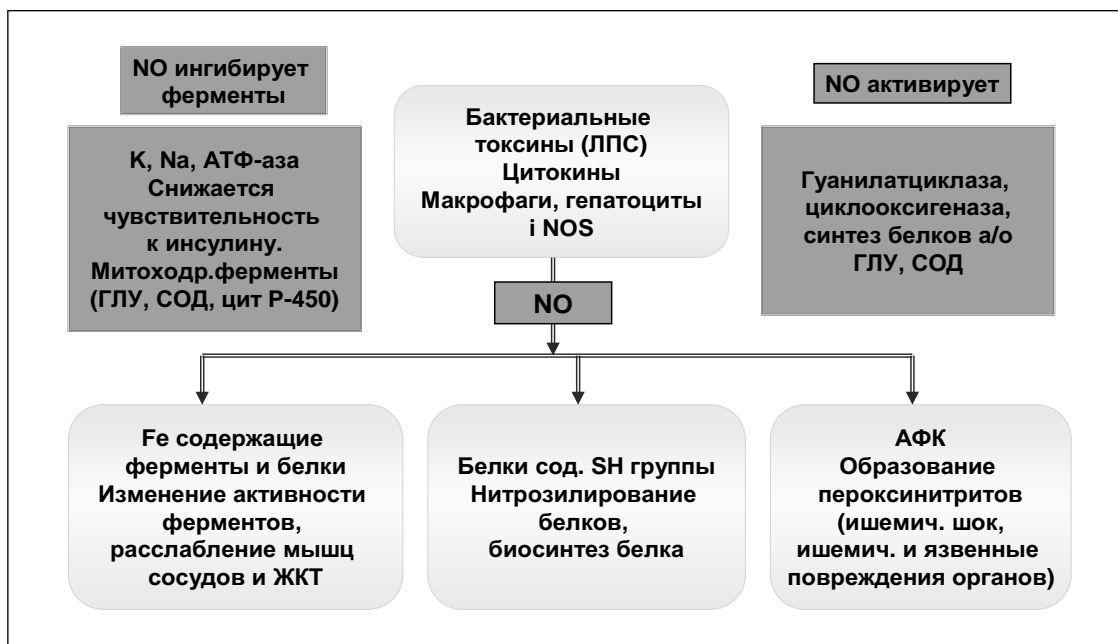 NO ингибирует
ферменты
K, Na, АТФ-аза
Снижается
чувствительность
к инсулину.
Митоходр.ферменты
(ГЛУ, СОД, цит Р-450)
Бактериальные
токсины (ЛПС)
Цитокины
Макрофаги, гепатоциты
i NOS
NO активирует
Гуанилатциклаза,
циклооксигеназа,
синтез белков а/о
ГЛУ, СОД
NO
Fe содержащие
ферменты и белки
Изменение активности
ферментов,
расслабление мышц
сосудов и ЖКТ
Белки сод. SH группы
Нитрозилирование
белков,
биосинтез белка
АФК
Образование
пероксинитритов
(ишемич. шок,
ишемич. и язвенные
повреждения органов)